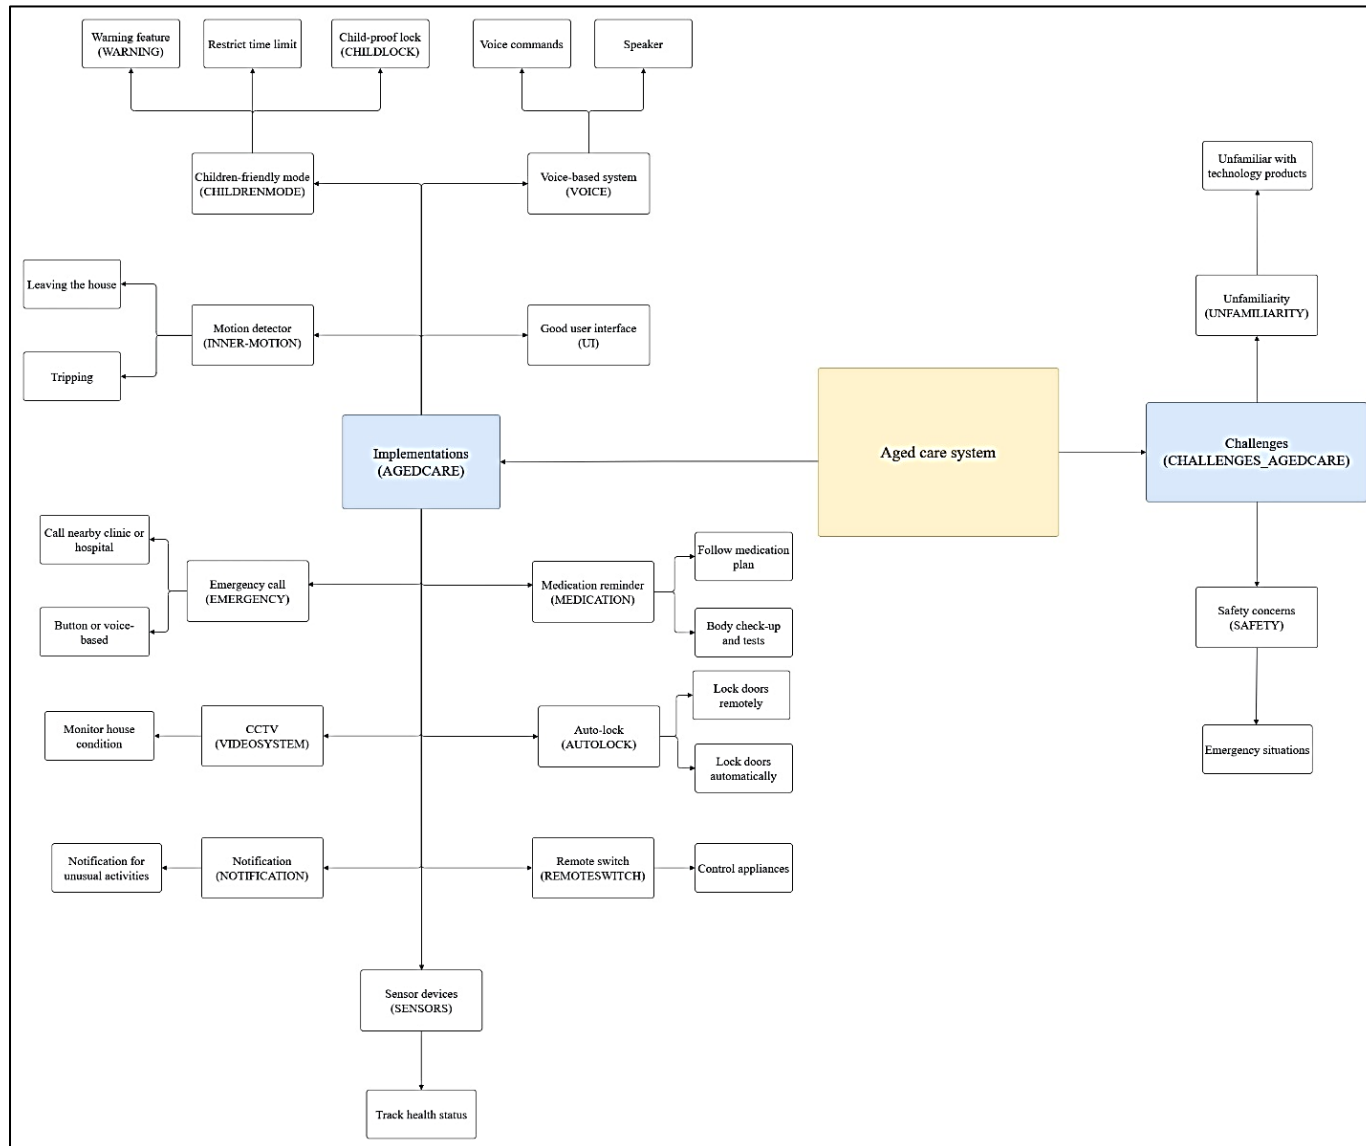 Warning feature
(WARNING)
Restrict time limit
Child-proof lock
(CHILDLOCK)
Voice commands
Speaker
Children-friendly mode
(CHILDRENMODE)
Voice-based system
(VOICE)
Unfamiliar with
technology products
Leaving the house
Motion detector
(INNER-MOTION)
Tripping
Good user interface
(UI)
Unfamiliarity
(UNFAMILIARITY)
Implementations
(AGEDCARE)
Aged care system
Challenges
(CHALLENGES_AGEDCARE)
Call nearby clinic or
hospital
Emergency call
(EMERGENCY)
Button or voice-
based
Medication reminder
(MEDICATION)
Follow medication
plan
Body check-up
and tests
Safety concerns
(SAFETY)
Monitor house
condition
CCTV
(VIDEOSYSTEM)
Auto-lock
(AUTOLOCK)
Lock doors
remotely
Lock doors
automatically
Emergency situations
Notification for
unusual activities
Notification
(NOTIFICATION)
Remote switch
(REMOTESWITCH)
Control appliances
Sensor devices
(SENSORS)
Track health status